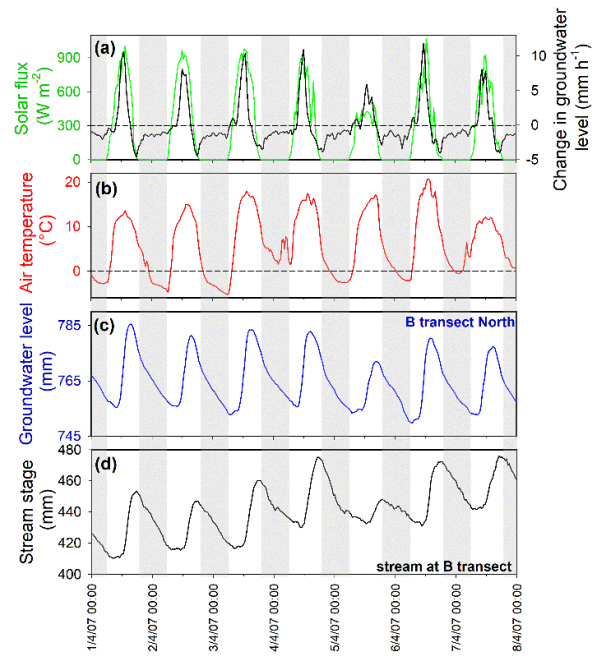 (a)
Solar flux
(W m-2)
900
600
300
0
10
5
0
-5
Change in groundwater
level (mm h-1)
(b)
Air temperature
(°C)
20
10
0
(c)
B transect North
Groundwater level
(mm)
785
765
745
(d)
Stream stage
(mm)
480
460
440
420
400
stream at B transect
1/4/07 00:00
2/4/07 00:00
3/4/07 00:00
4/4/07 00:00
5/4/07 00:00
6/4/07 00:00
7/4/07 00:00
8/4/07 00:00